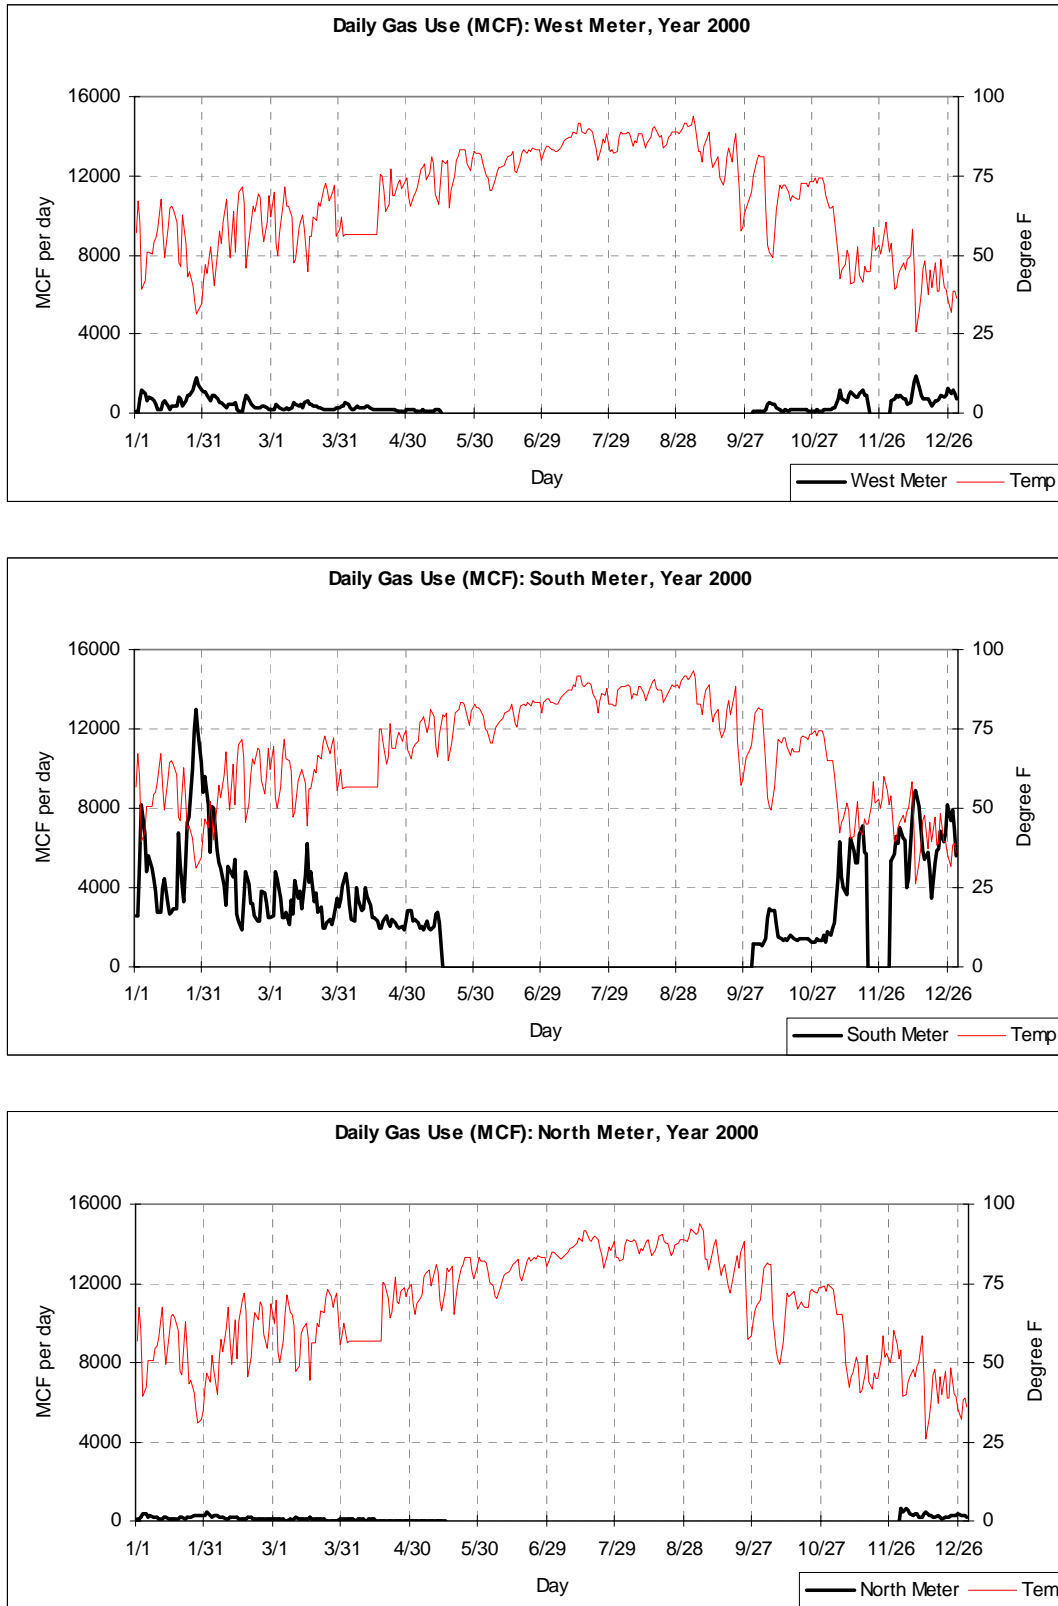 Daily Gas Use (MCF): West Meter, Year 2000
16000
12000
8000
4000
0
MCF per day
100
75
50
25
0
Degree F
1/1 1/31 3/1 3/31 4/30 5/30 6/29 7/29 8/28 9/27 10/27 11/26 12/26
Day
West Meter Temp
Daily Gas Use (MCF): South Meter, Year 2000
16000
12000
8000
4000
0
MCF per day
100
75
50
25
0
Degree F
1/1 1/31 3/1 3/31 4/30 5/30 6/29 7/29 8/28 9/27 10/27 11/26 12/26
Day
South Meter Temp
Daily Gas Use (MCF): North Meter, Year 2000
16000
12000
8000
4000
0
MCF per day
100
75
50
25
0
Degree F
1/1 1/31 3/1 3/31 4/30 5/30 6/29 7/29 8/28 9/27 10/27 11/26 12/26
Day
North Meter Tem